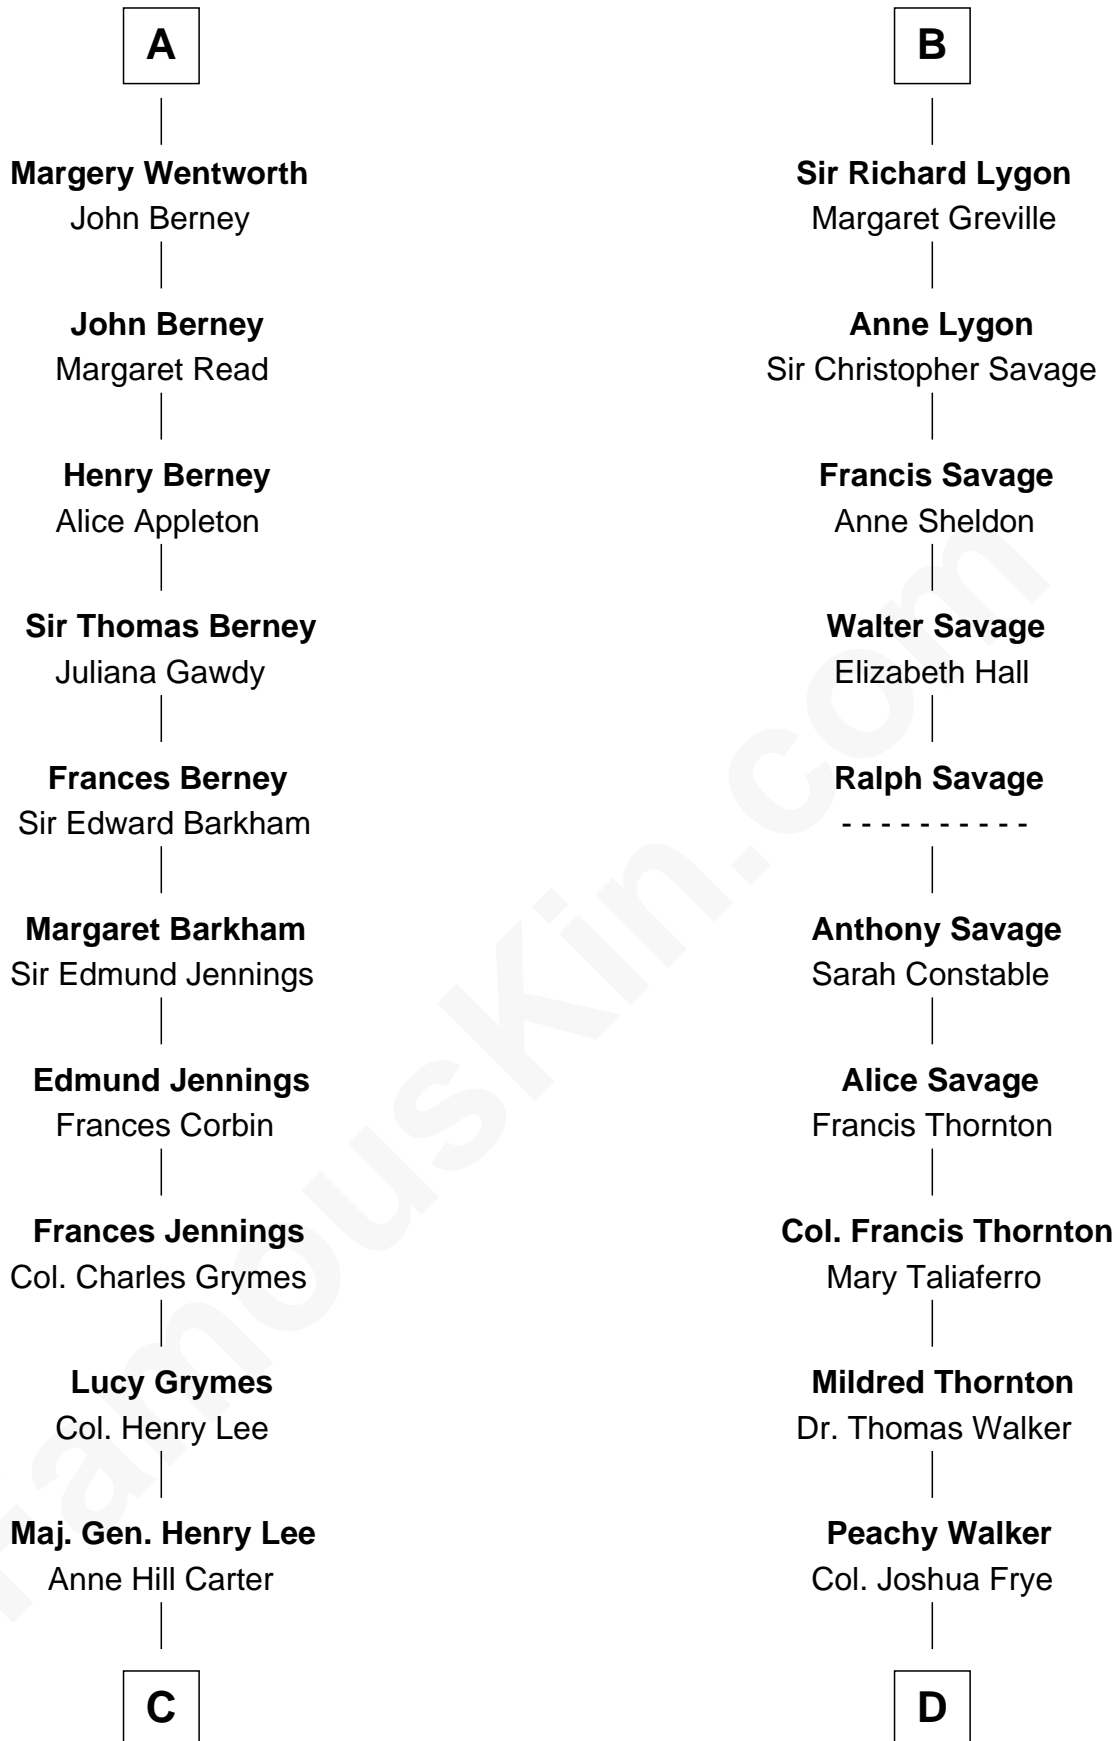 A
Margery Wentworth
John Berney
John Berney
Margaret Read
Henry Berney
Alice Appleton
Sir Thomas Berney
Juliana Gawdy
Frances Berney
Sir Edward Barkham
Margaret Barkham
Sir Edmund Jennings
Edmund Jennings
Frances Corbin
Frances Jennings
Col. Charles Grymes
Lucy Grymes
Col. Henry Lee
Maj. Gen. Henry Lee
Anne Hill Carter
C
B
Sir Richard Lygon
Margaret Greville
Anne Lygon
Sir Christopher Savage
Francis Savage
Anne Sheldon
Walter Savage
Elizabeth Hall
Ralph Savage
- - - - - - - - - -
Anthony Savage
Sarah Constable
Alice Savage
Francis Thornton
Col. Francis Thornton
Mary Taliaferro
Mildred Thornton
Dr. Thomas Walker
Peachy Walker
Col. Joshua Frye
D
FamousKin.com